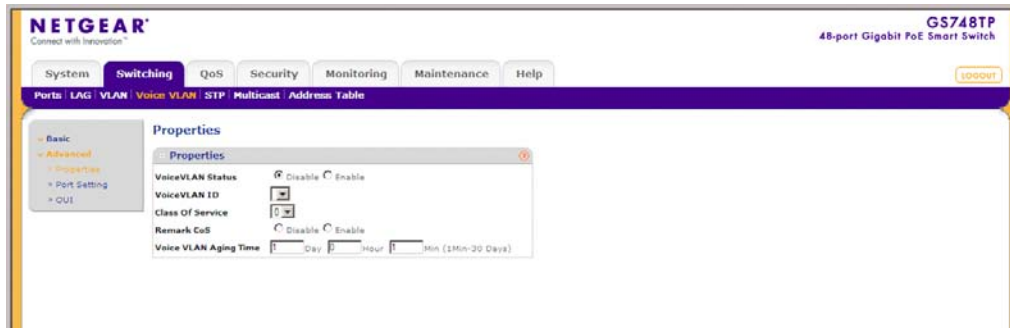 NETGEAR®
Connect with Innovation™
GS748TP
48-port Gigabit PoE Smart Switch
System Switching QoS Security Monitoring Maintenance Help
LOGOUT
Ports LAG VLAN Voice VLAN STP Multicast Address Table
Basic
Advanced
Properties
Port Setting
OUI
Properties
Properties
VoiceVLAN Status Disable Enable
VoiceVLAN ID
Class Of Service 0
Remark CoS Disable Enable
Voice VLAN Aging Time 1 Day 0 Hour 1 Min (1Min-30 Days)